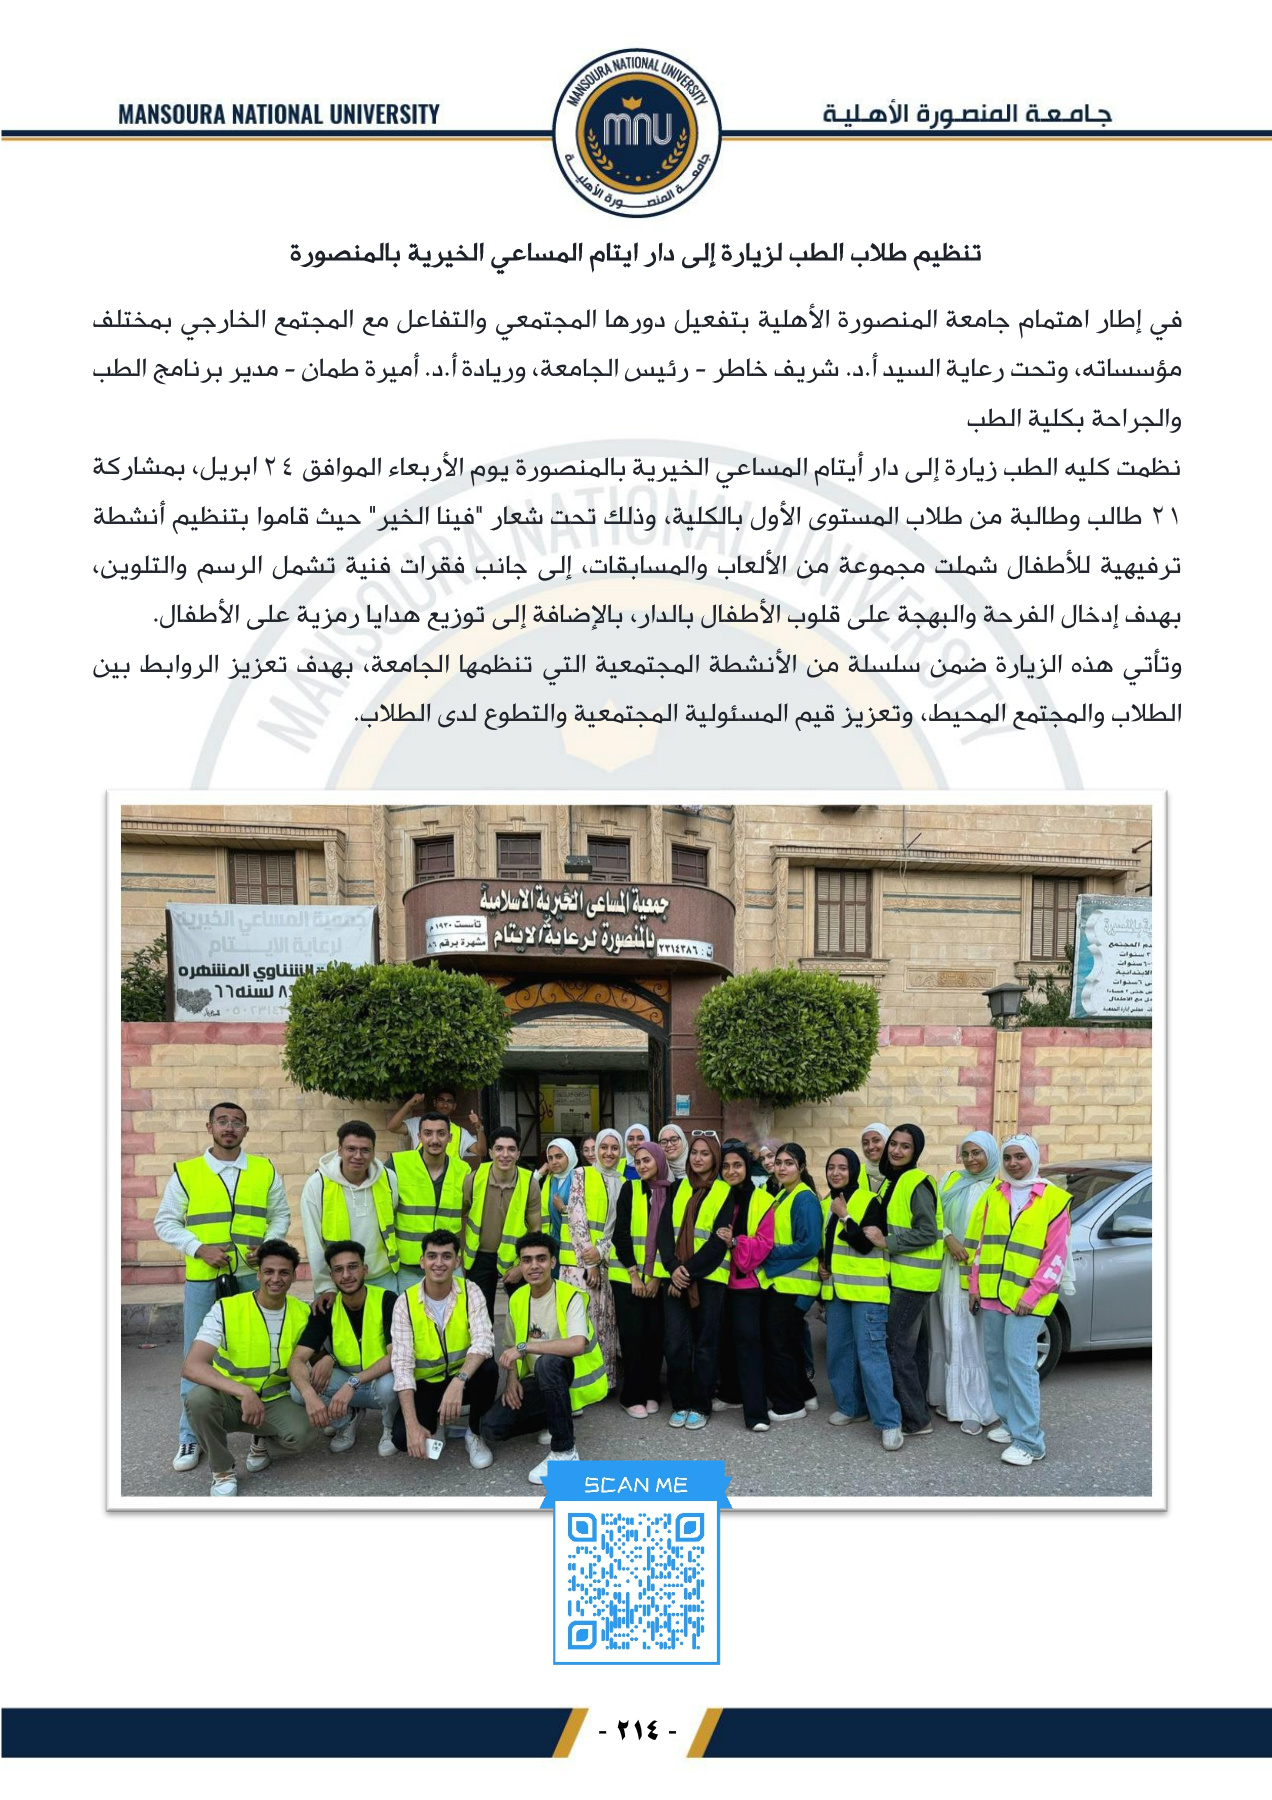 MANSOURA NATIONAL UNIVERSITY
جامعة المنصورة الأهلية
MANSOURA NATIONAL UNIVERSITY
mnu
جامعة المنصورة الأهلية
تنظيم طلاب الطب لزيارة إلى دار ايتام المساعي الخيرية بالمنصورة
في إطار اهتمام جامعة المنصورة الأهلية بتفعيل دورها المجتمعي والتفاعل مع المجتمع الخارجي بمختلف
مؤسساته، وتحت رعاية السيد أ.د. شريف خاطر - رئيس الجامعة، وريادة أ.د. أميرة طمان - مدير برنامج الطب
والجراحة بكلية الطب
نظمت كليه الطب زيارة إلى دار أيتام المساعي الخيرية بالمنصورة يوم الأربعاء الموافق ٢٤ ابريل، بمشاركة
٢١ طالب وطالبة من طلاب المستوى الأول بالكلية، وذلك تحت شعار "فينا الخير" حيث قاموا بتنظيم أنشطة
ترفيهية للأطفال شملت مجموعة من الألعاب والمسابقات، إلى جانب فقرات فنية تشمل الرسم والتلوين،
بهدف إدخال الفرحة والبهجة على قلوب الأطفال بالدار، بالإضافة إلى توزيع هدايا رمزية على الأطفال.
وتأتي هذه الزيارة ضمن سلسلة من الأنشطة المجتمعية التي تنظمها الجامعة، بهدف تعزيز الروابط بين
الطلاب والمجتمع المحيط، وتعزيز قيم المسئولية المجتمعية والتطوع لدى الطلاب.
MANSOURA NATIONAL UNIVERSITY
جمعية المساعى الخيرية الاسلامية
بالمنصورة لرعاية الايتام
تأسست ١٩٣٠ م
مشهرة برقم ٨٦
ت : ٢٣١٤٣٨٦
جمعية المساعي الخيرية
لرعاية الايتام
الشناوي المشهره
لسنه ٦٦
SCAN ME
- ٢١٤ -